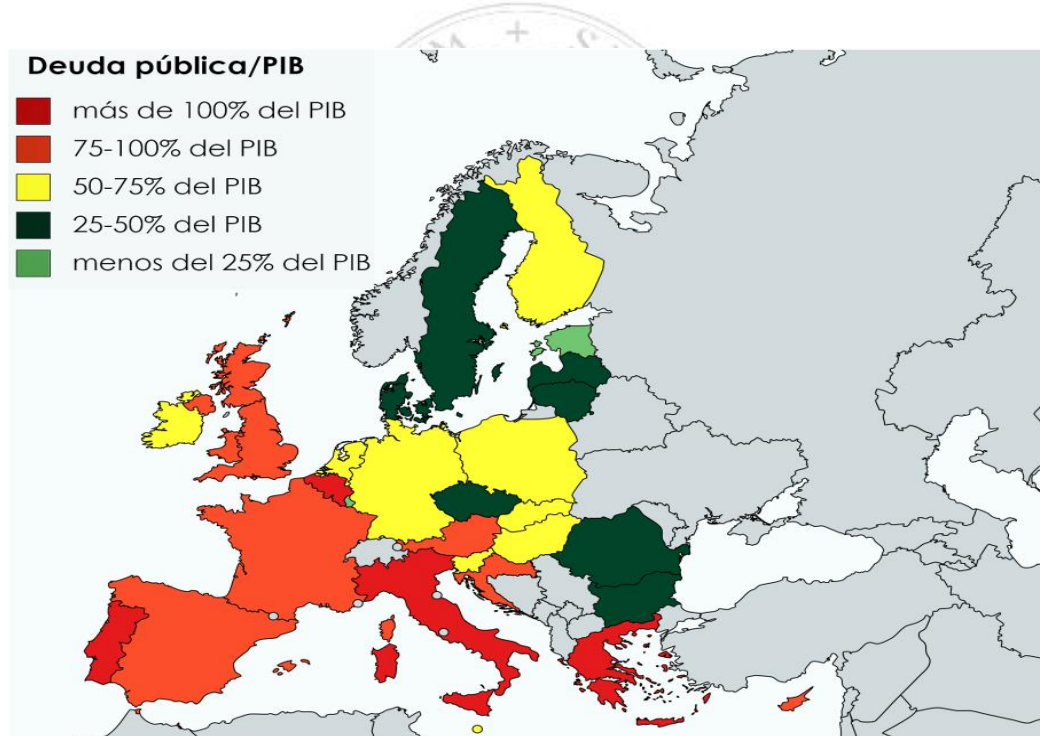 Deuda pública/PIB
más de 100% del PIB
75-100% del PIB
50-75% del PIB
25-50% del PIB
menos del 25% del PIB